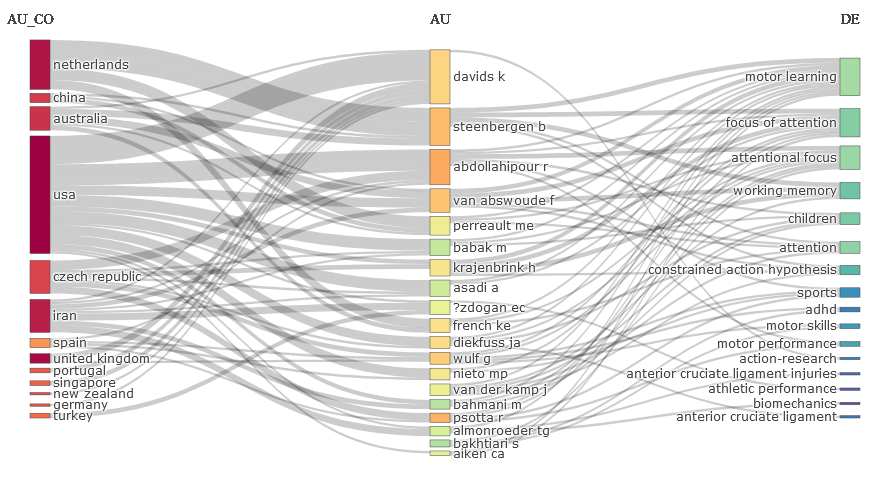 AU_CO
AU
DE
netherlands
china
australia
usa
czech republic
iran
spain
united kingdom
portugal
singapore
new zealand
germany
turkey
davids k
steenbergen b
abdollahipour r
van abswoude f
perreault me
babak m
krajenbrink h
asadi a
?zdogan ec
french ke
diekfuss ja
wulf g
nieto mp
van der kamp j
bahmani m
psotta r
almonroeder tg
bakhtiari s
aiken ca
motor learning
focus of attention
attentional focus
working memory
children
attention
constrained action hypothesis
sports
adhd
motor skills
motor performance
action-research
anterior cruciate ligament injuries
athletic performance
biomechanics
anterior cruciate ligament